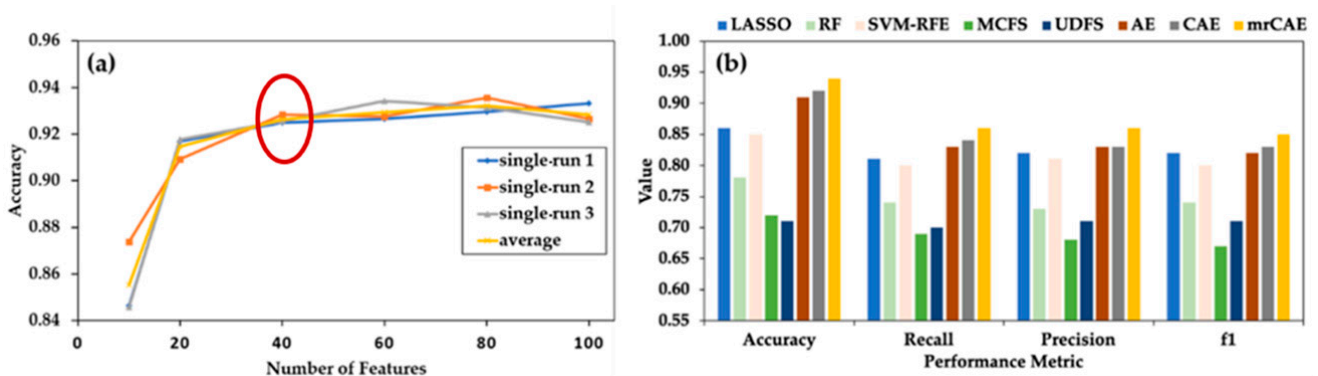 (a)
0.96
0.94
0.92
0.90
0.88
0.86
0.84
Accuracy
0 20 40 60 80 100
Number of Features
single-run 1
single-run 2
single-run 3
average
LASSO RF SVM-RFE MCFS UDFS AE CAE mrCAE
(b)
1.00
0.95
0.90
0.85
0.80
0.75
0.70
0.65
0.60
0.55
Value
Accuracy Recall Precision f1
Performance Metric